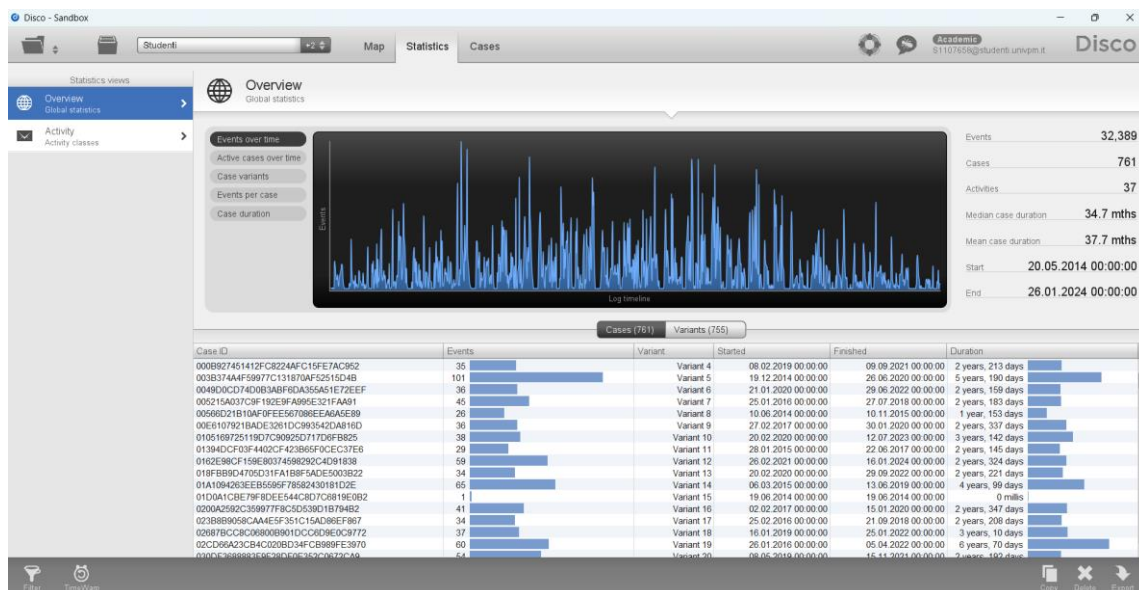 Disco - Sandbox
Studenti +2 Map Statistics Cases Academic S1107658@studenti.univpm.it Disco
Statistics views
Overview
Global statistics
Activity
Activity classes
Overview
Global statistics
Events over time
Active cases over time
Case variants
Events per case
Case duration
Events
Log timeline
Events 32,389
Cases 761
Activities 37
Median case duration 34.7 mths
Mean case duration 37.7 mths
Start 20.05.2014 00:00:00
End 26.01.2024 00:00:00
Cases (761) Variants (755)
Case ID Events Variant Started Finished Duration
000B927451412FC8224AFC15FE7AC952 35 Variant 4 08.02.2019 00:00:00 09.09.2021 00:00:00 2 years, 213 days
003B374A4F59977C131870AF52515D4B 101 Variant 5 19.12.2014 00:00:00 26.06.2020 00:00:00 5 years, 190 days
0049D0CD74D0B3ABF6DA355A51E72EEF 36 Variant 6 21.01.2020 00:00:00 29.06.2022 00:00:00 2 years, 159 days
005215A037C9F192E9FA995E321FAA91 45 Variant 7 25.01.2016 00:00:00 27.07.2018 00:00:00 2 years, 183 days
00566D21B10AF0FEE567086EEA6A5E89 26 Variant 8 10.06.2014 00:00:00 10.11.2015 00:00:00 1 year, 153 days
00E6107921BADE3261DC993542DA816D 36 Variant 9 27.02.2017 00:00:00 30.01.2020 00:00:00 2 years, 337 days
0105169725119D7C90925D717D6FB825 38 Variant 10 20.02.2020 00:00:00 12.07.2023 00:00:00 3 years, 142 days
01394DCF03F4402CF423B65F0CEC37E6 29 Variant 11 28.01.2015 00:00:00 22.06.2017 00:00:00 2 years, 145 days
0162E98CF159E80374598292C4D91838 59 Variant 12 26.02.2021 00:00:00 16.01.2024 00:00:00 2 years, 324 days
018FBB9D4705D31FA1B8F5ADE5003B22 34 Variant 13 20.02.2020 00:00:00 29.09.2022 00:00:00 2 years, 221 days
01A1094263EEB5595F78582430181D2E 65 Variant 14 06.03.2015 00:00:00 13.06.2019 00:00:00 4 years, 99 days
01D0A1CBE79F8DEE544C8D7C6819E0B2 1 Variant 15 19.06.2014 00:00:00 19.06.2014 00:00:00 0 millis
0200A2592C359977F8C5D539D1B794B2 41 Variant 16 02.02.2017 00:00:00 15.01.2020 00:00:00 2 years, 347 days
023B8B9058CAA4E5F351C15AD86EF867 34 Variant 17 25.02.2016 00:00:00 21.09.2018 00:00:00 2 years, 208 days
02687BCC8C06800B901DCC6D9E0C9772 37 Variant 18 16.01.2019 00:00:00 25.01.2022 00:00:00 3 years, 10 days
02CD66A23CB4C020BD34FCB989FE3970 60 Variant 19 26.01.2016 00:00:00 05.04.2022 00:00:00 6 years, 70 days
54 Variant 20 08.05.2019 00:00:00 15.11.2021 00:00:00 2 years, 192 days
Filter TimeWarp Copy Delete Export